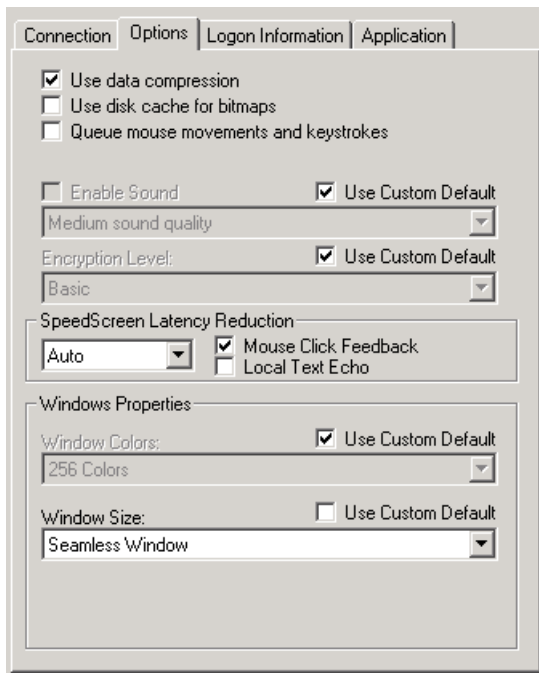 Connection Options Logon Information Application
Use data compression
Use disk cache for bitmaps
Queue mouse movements and keystrokes
Enable Sound Use Custom Default
Medium sound quality
Encryption Level: Use Custom Default
Basic
SpeedScreen Latency Reduction
Auto Mouse Click Feedback
Local Text Echo
Windows Properties
Window Colors: Use Custom Default
256 Colors
Window Size: Use Custom Default
Seamless Window